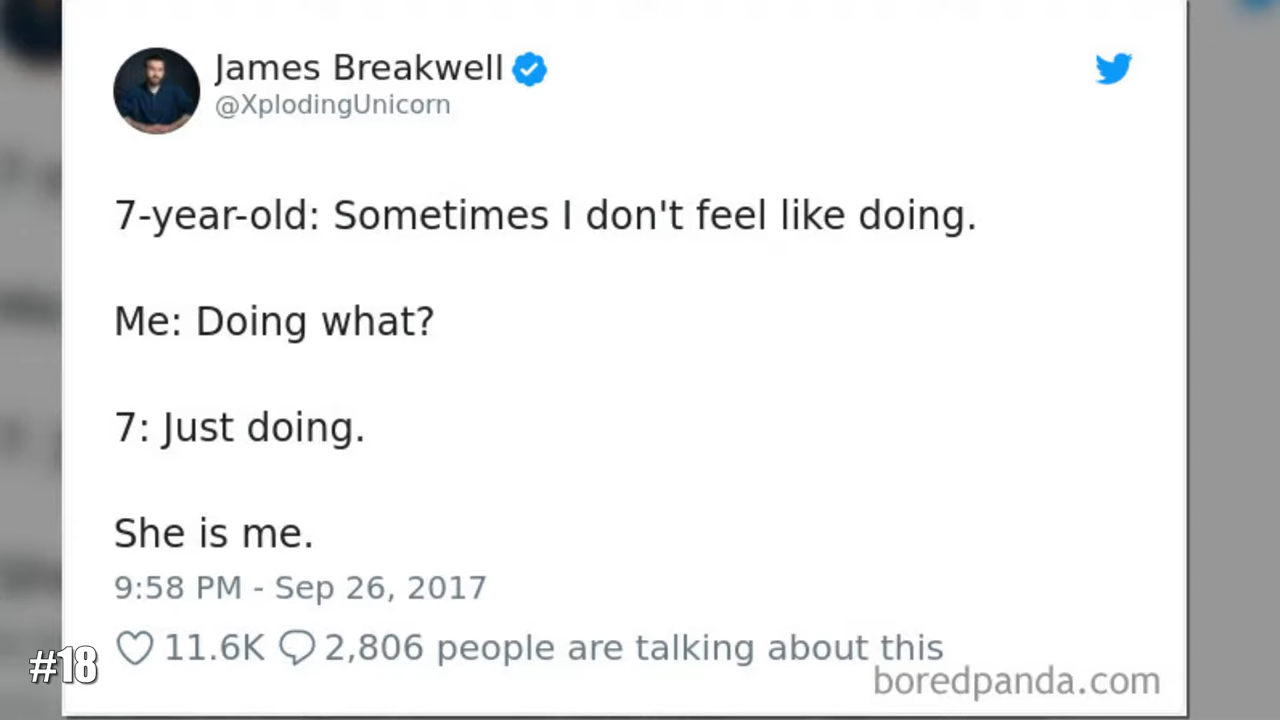 James Breakwell
@XplodingUnicorn
7-year-old: Sometimes I don't feel like doing.
Me: Doing what?
7: Just doing.
She is me.
9:58 PM - Sep 26, 2017
11.6K 2,806 people are talking about this
#18
boredpanda.com